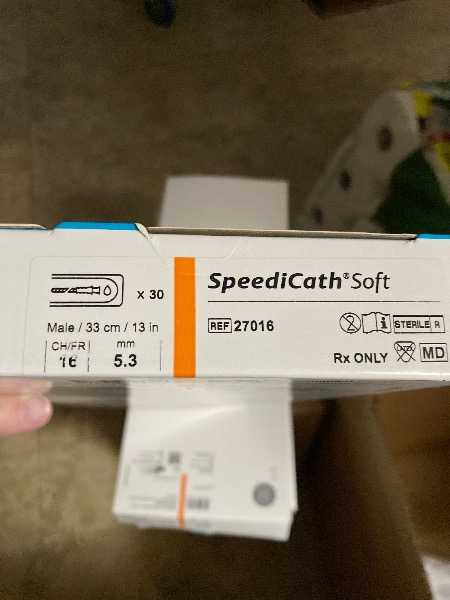 x 30
SpeediCath® Soft
Male / 33 cm / 13 in
REF 27016
CH/FR mm
16 5.3
STERILE R
Rx ONLY MD